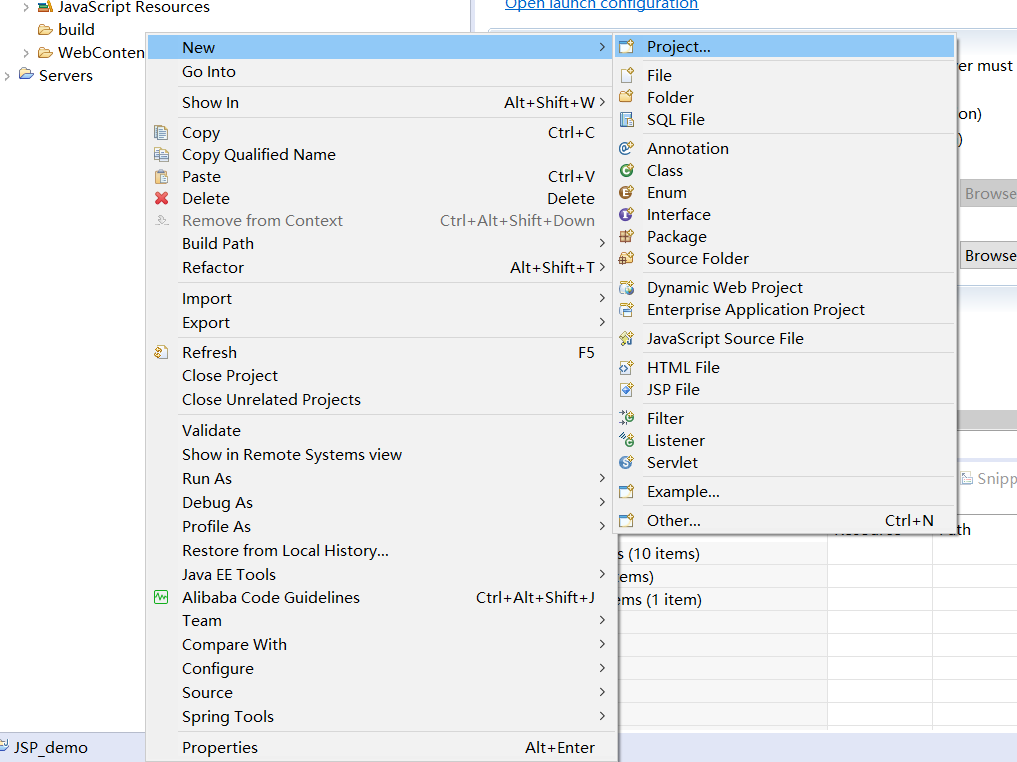 JavaScript Resources
build
WebConten
Servers
Open launch configuration
New
Go Into
Show In Alt+Shift+W
Copy Ctrl+C
Copy Qualified Name
Paste Ctrl+V
Delete Delete
Remove from Context Ctrl+Alt+Shift+Down
Build Path
Refactor Alt+Shift+T
Import
Export
Refresh F5
Close Project
Close Unrelated Projects
Validate
Show in Remote Systems view
Run As
Debug As
Profile As
Restore from Local History...
Java EE Tools
Alibaba Code Guidelines Ctrl+Alt+Shift+J
Team
Compare With
Configure
Source
Spring Tools
Properties Alt+Enter
Project...
File
Folder
SQL File
Annotation
Class
Enum
Interface
Package
Source Folder
Dynamic Web Project
Enterprise Application Project
JavaScript Source File
HTML File
JSP File
Filter
Listener
Servlet
Example...
Other... Ctrl+N
er must
on)
)
Browse
Browse
Snipp
th
s (10 items)
ems)
ems (1 item)
JSP_demo